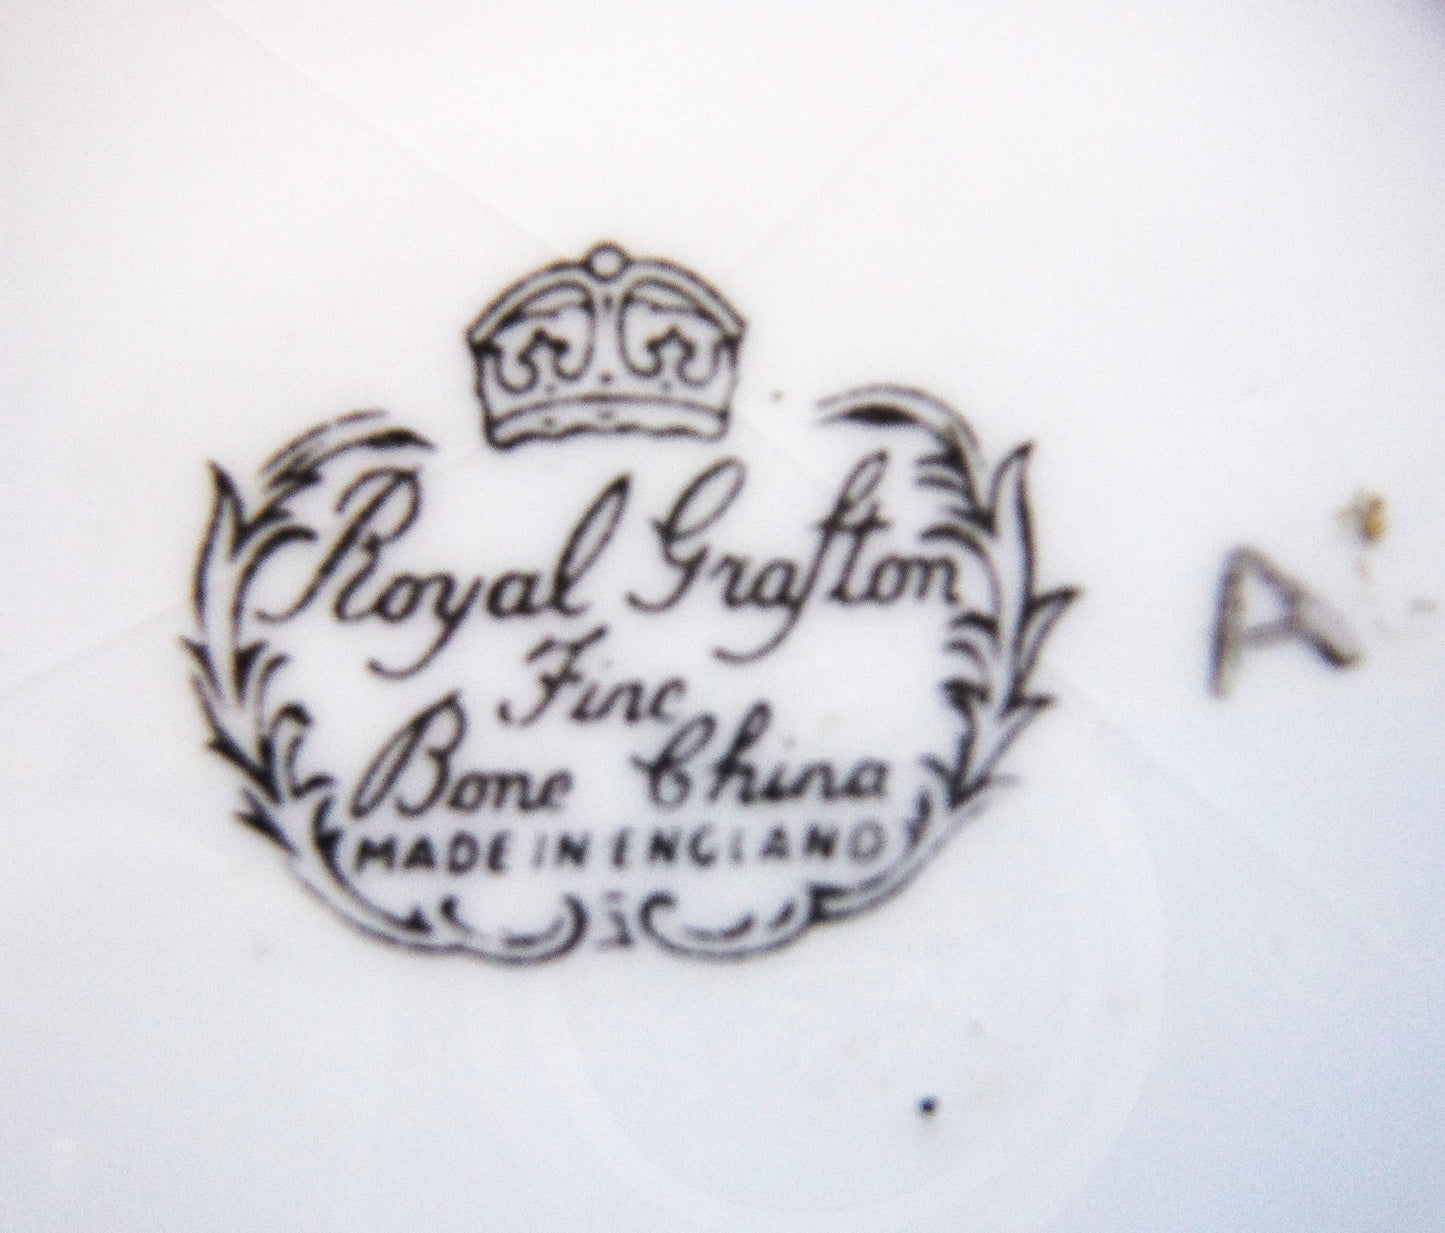 Royal Grafton
Fine
Bone China
MADE IN ENGLAND
A